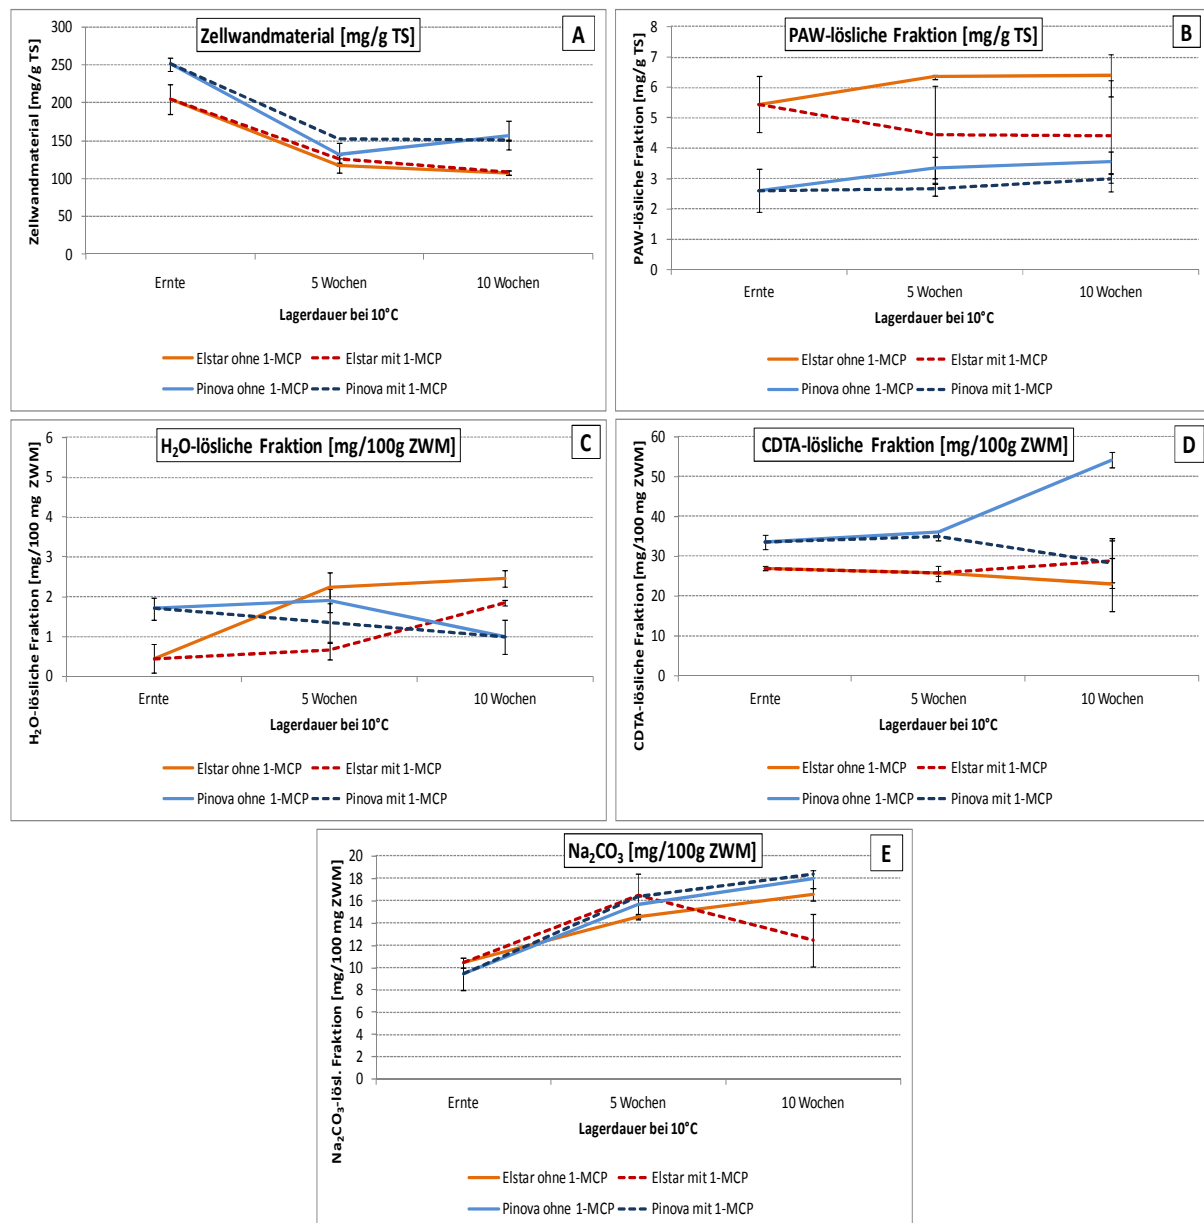 Zellwandmaterial [mg/g TS]
A
Zellwandmaterial [mg/g TS]
300
250
200
150
100
50
0
Ernte 5 Wochen 10 Wochen
Lagerdauer bei 10°C
Elstar ohne 1-MCP Elstar mit 1-MCP
Pinova ohne 1-MCP Pinova mit 1-MCP
PAW-lösliche Fraktion [mg/g TS]
B
PAW-lösliche Fraktion [mg/g TS]
8
7
6
5
4
3
2
1
0
Ernte 5 Wochen 10 Wochen
Lagerdauer bei 10°C
Elstar ohne 1-MCP Elstar mit 1-MCP
Pinova ohne 1-MCP Pinova mit 1-MCP
H₂O-lösliche Fraktion [mg/100g ZWM]
C
H₂O-lösliche Fraktion [mg/100 mg ZWM]
6
5
4
3
2
1
0
Ernte 5 Wochen 10 Wochen
Lagerdauer bei 10°C
Elstar ohne 1-MCP Elstar mit 1-MCP
Pinova ohne 1-MCP Pinova mit 1-MCP
CDTA-lösliche Fraktion [mg/100g ZWM]
D
CDTA-lösliche Fraktion [mg/100 mg ZWM]
60
50
40
30
20
10
0
Ernte 5 Wochen 10 Wochen
Lagerdauer bei 10°C
Elstar ohne 1-MCP Elstar mit 1-MCP
Pinova ohne 1-MCP Pinova mit 1-MCP
Na₂CO₃ [mg/100g ZWM]
E
Na₂CO₃-lösl. Fraktion [mg/100 mg ZWM]
20
18
16
14
12
10
8
6
4
2
0
Ernte 5 Wochen 10 Wochen
Lagerdauer bei 10°C
Elstar ohne 1-MCP Elstar mit 1-MCP
Pinova ohne 1-MCP Pinova mit 1-MCP